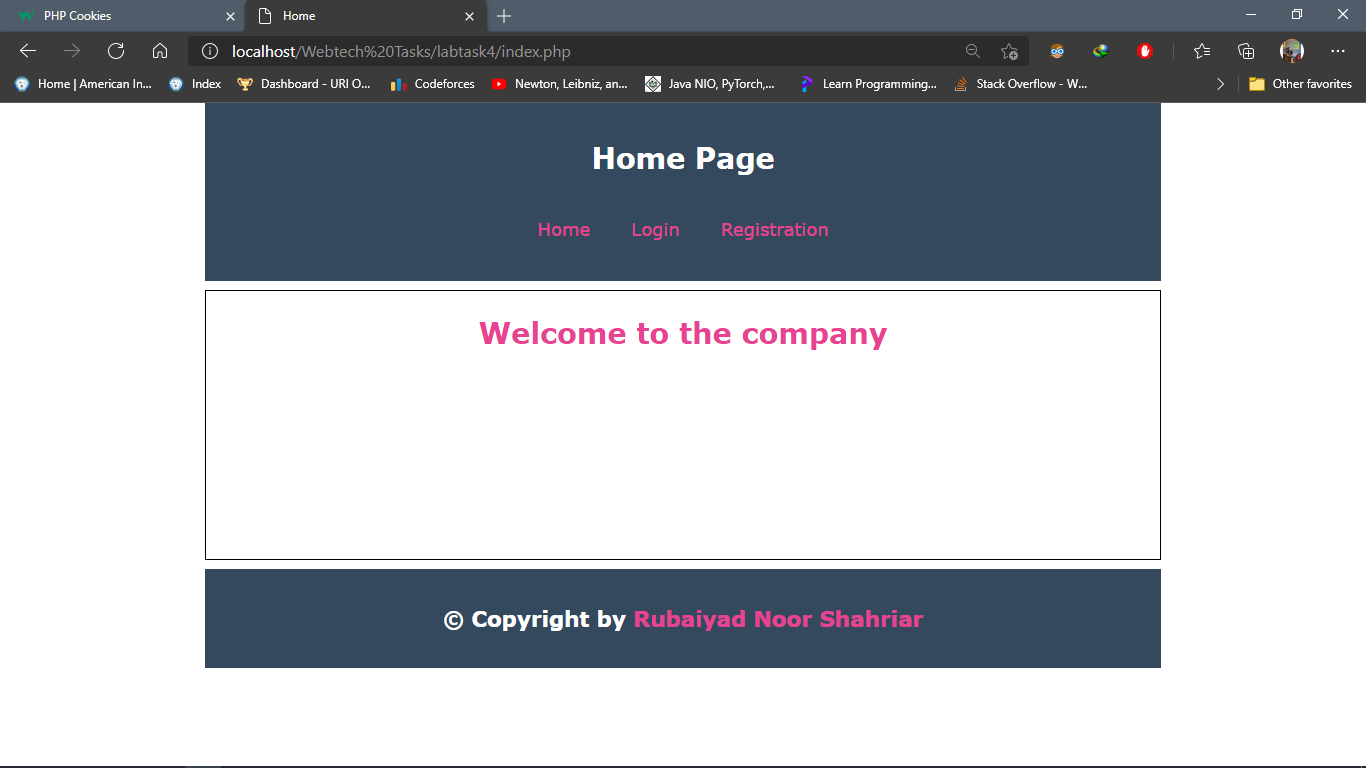 PHP Cookies
Home
localhost/Webtech%20Tasks/labtask4/index.php
Home | American In...
Index
Dashboard - URI O...
Codeforces
Newton, Leibniz, an...
Java NIO, PyTorch,...
Learn Programming...
Stack Overflow - W...
Other favorites
Home Page
Home Login Registration
Welcome to the company
© Copyright by Rubaiyad Noor Shahriar